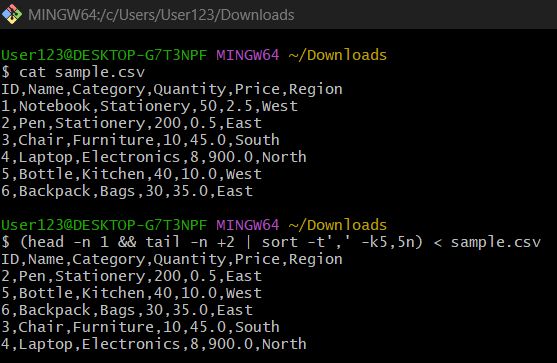 MINGW64:/c/Users/User123/Downloads
User123@DESKTOP-G7T3NPF MINGW64 ~/Downloads
$ cat sample.csv
ID,Name,Category,Quantity,Price,Region
1,Notebook,Stationery,50,2.5,West
2,Pen,Stationery,200,0.5,East
3,Chair,Furniture,10,45.0,South
4,Laptop,Electronics,8,900.0,North
5,Bottle,Kitchen,40,10.0,West
6,Backpack,Bags,30,35.0,East
User123@DESKTOP-G7T3NPF MINGW64 ~/Downloads
$ (head -n 1 && tail -n +2 | sort -t',' -k5,5n) < sample.csv
ID,Name,Category,Quantity,Price,Region
2,Pen,Stationery,200,0.5,East
5,Bottle,Kitchen,40,10.0,West
6,Backpack,Bags,30,35.0,East
3,Chair,Furniture,10,45.0,South
4,Laptop,Electronics,8,900.0,North